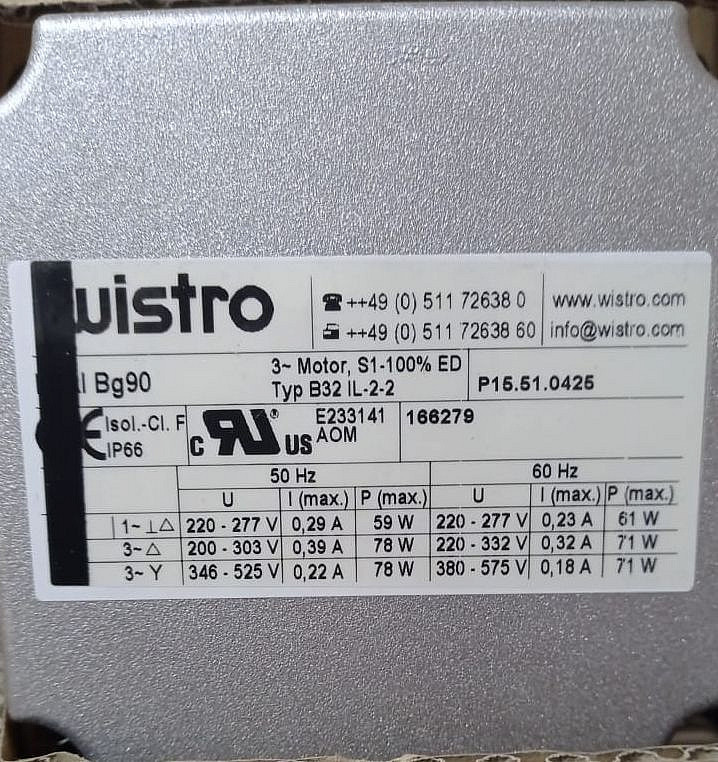 wistro
☎ ++49 (0) 511 72638 0
++49 (0) 511 72638 60
www.wistro.com
info@wistro.com
Bg90
3~ Motor, S1-100% ED
Typ B32 IL-2-2
P15.51.0425
CE Isol.-Cl. F
IP66
C RU® US
E233141
AOM
166279
50 Hz 60 Hz
U I (max.) P (max.) U I (max.) P (max.)
1~ ⊥△ 220 - 277 V 0,29 A 59 W 220 - 277 V 0,23 A 61 W
3~ △ 200 - 303 V 0,39 A 78 W 220 - 332 V 0,32 A 71 W
3~ Y 346 - 525 V 0,22 A 78 W 380 - 575 V 0,18 A 71 W